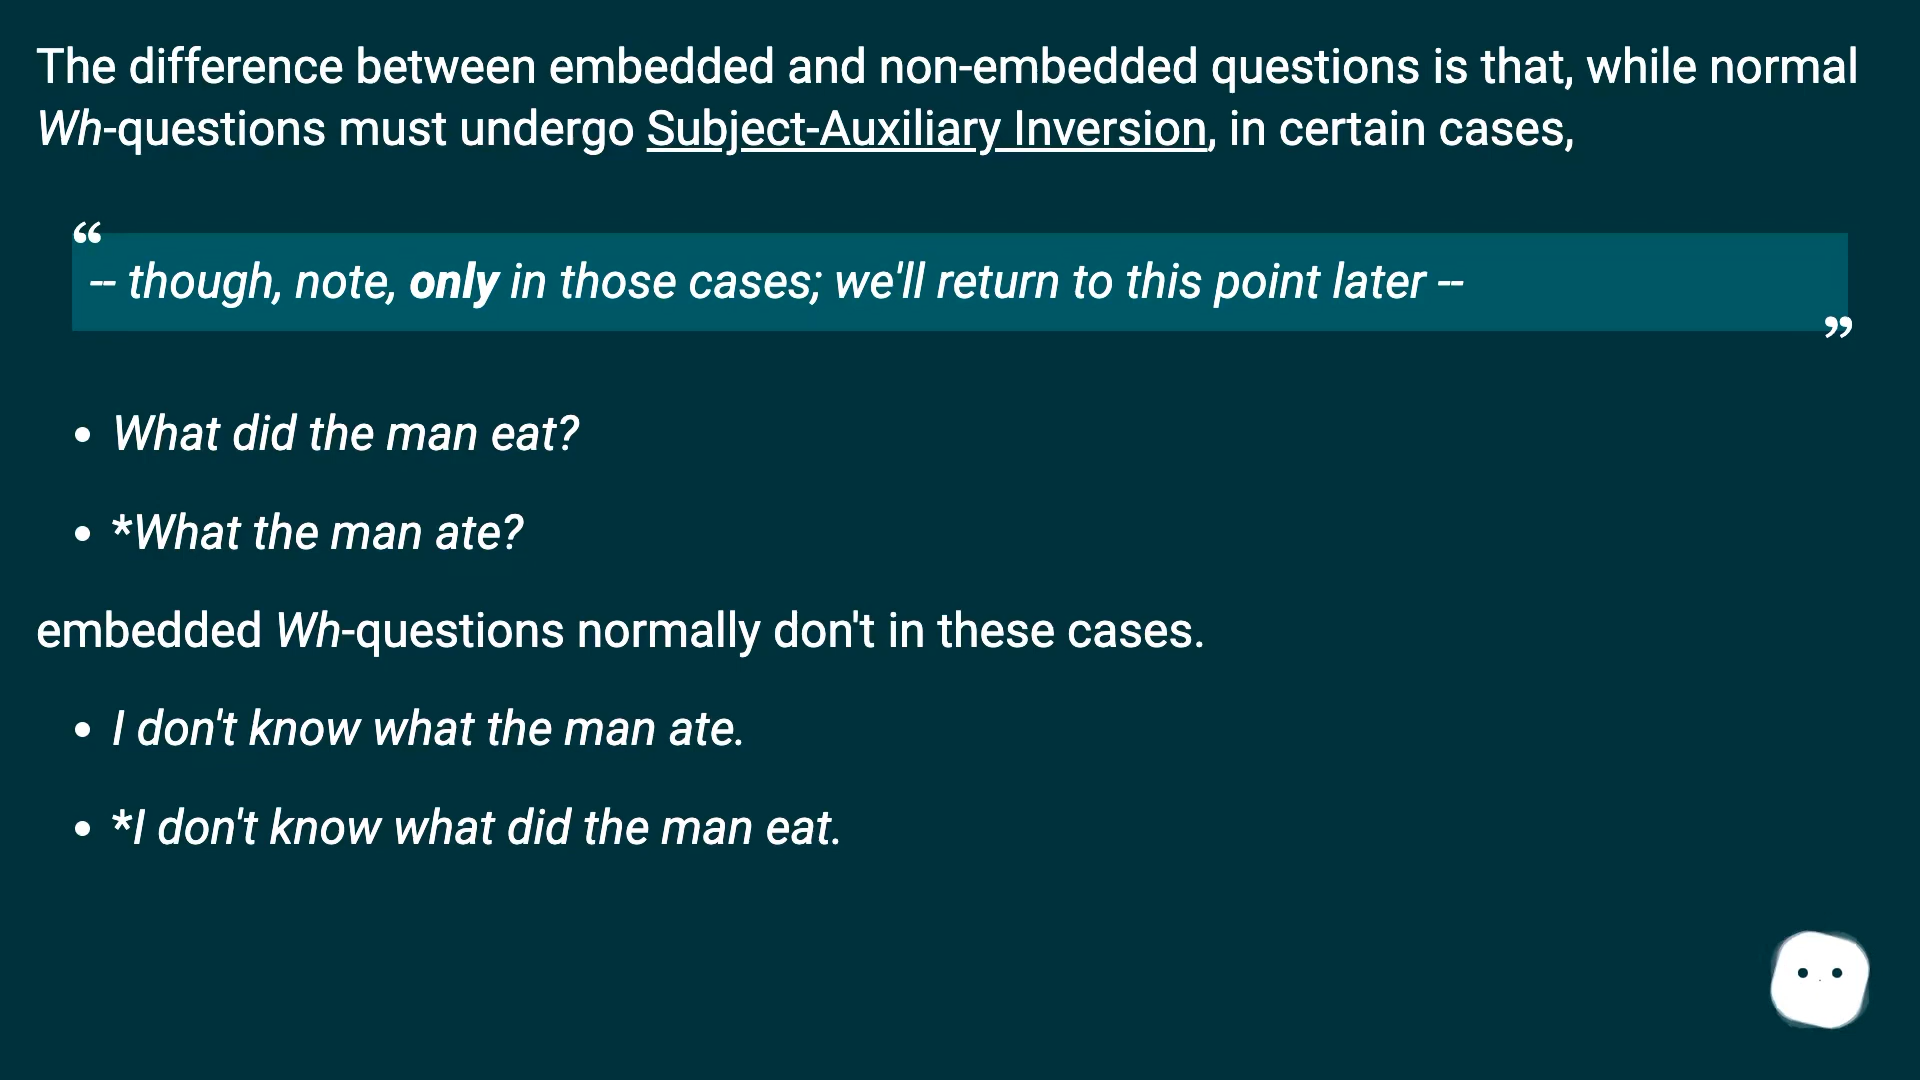 The difference between embedded and non-embedded questions is that, while normal
Wh-questions must undergo Subject-Auxiliary Inversion, in certain cases,
“
-- though, note, only in those cases; we'll return to this point later --
”
• What did the man eat?
• *What the man ate?
embedded Wh-questions normally don't in these cases.
• I don't know what the man ate.
• *I don't know what did the man eat.